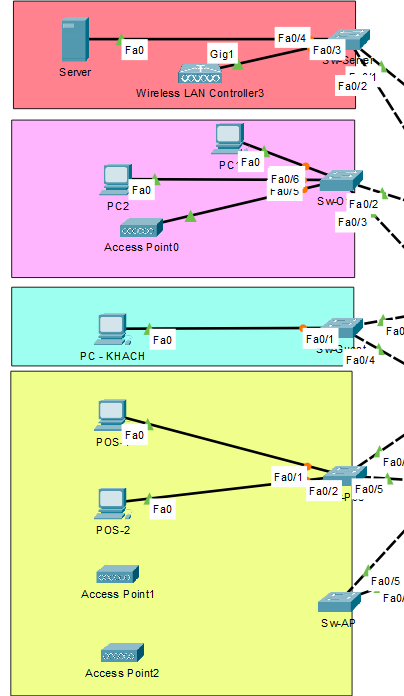 Fa0/4
Gig1
Fa0
Fa0/3
Server
Fa0/2
Wireless LAN Controller3
Fa0
Fa0/6
PC2
Fa0
Fa0/5
Fa0/2
Fa0/3
Access Point0
Fa0
Fa0/1
PC - KHACH
Fa0/4
Fa0
Fa0/1
Fa0/2
Fa0/5
Fa0
POS-2
Access Point1
Fa0/5
Sw-AP
Access Point2